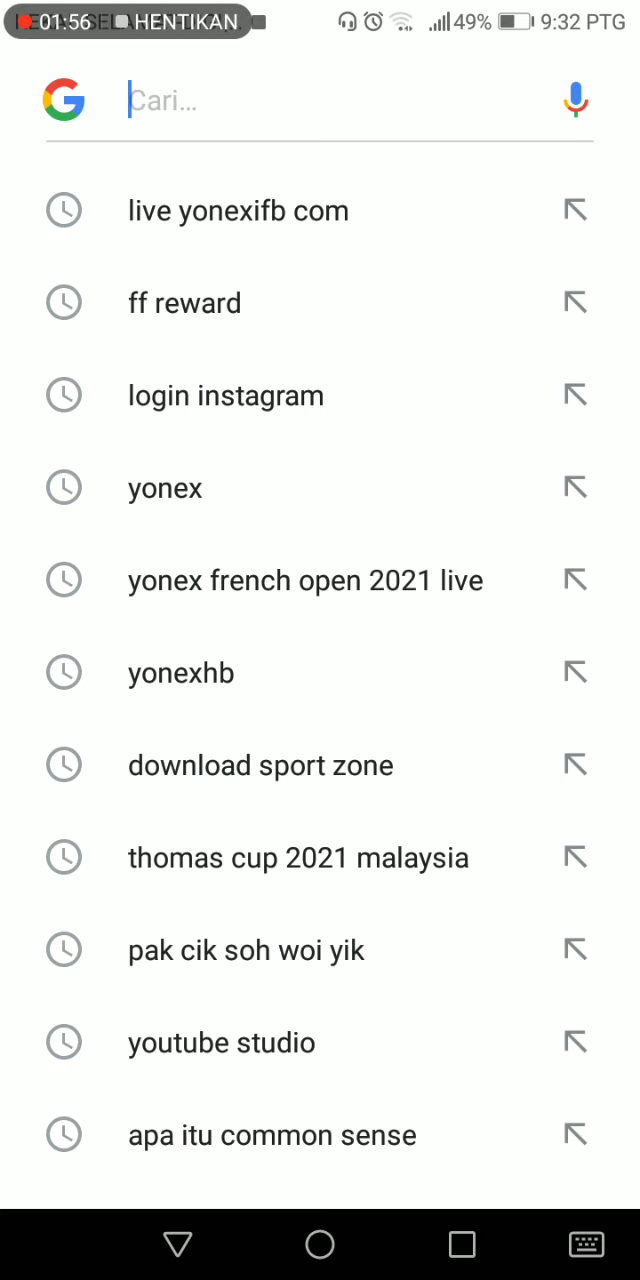 01:56 HENTIKAN 49% 9:32 PTG
Cari...
live yonexifb com
ff reward
login instagram
yonex
yonex french open 2021 live
yonexhb
download sport zone
thomas cup 2021 malaysia
pak cik soh woi yik
youtube studio
apa itu common sense